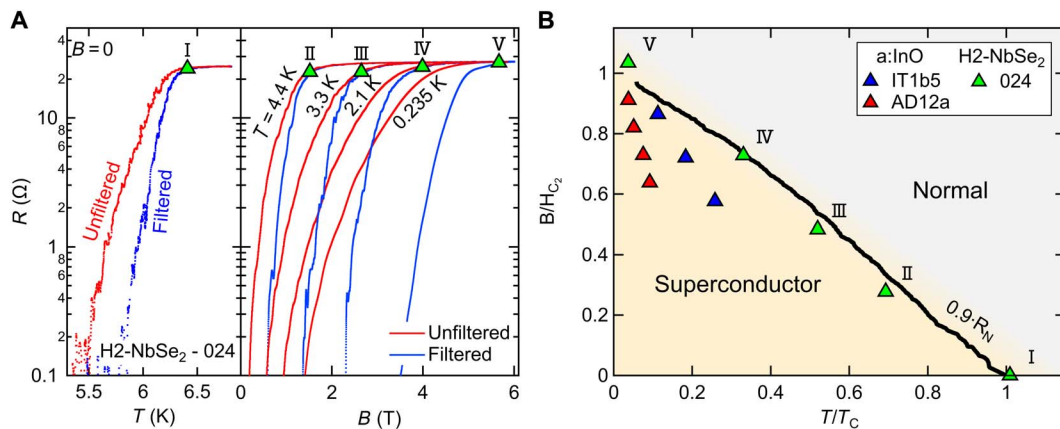 A
B = 0
I
II
III
IV
V
T = 4.4 K
3.3 K
2.1 K
0.235 K
Unfiltered
Filtered
H2-NbSe2 - 024
Unfiltered
Filtered
R (Ω)
4
2
10
8
6
4
2
1
8
6
4
2
0.1
5.5
6
6.5
T (K)
0
2
4
6
B (T)
B
V
IV
III
II
I
a:InO
H2-NbSe2
IT1b5
024
AD12a
Normal
Superconductor
0.9·RN
B/HC2
1
0.8
0.6
0.4
0.2
0
0
0.2
0.4
0.6
0.8
1
T/TC